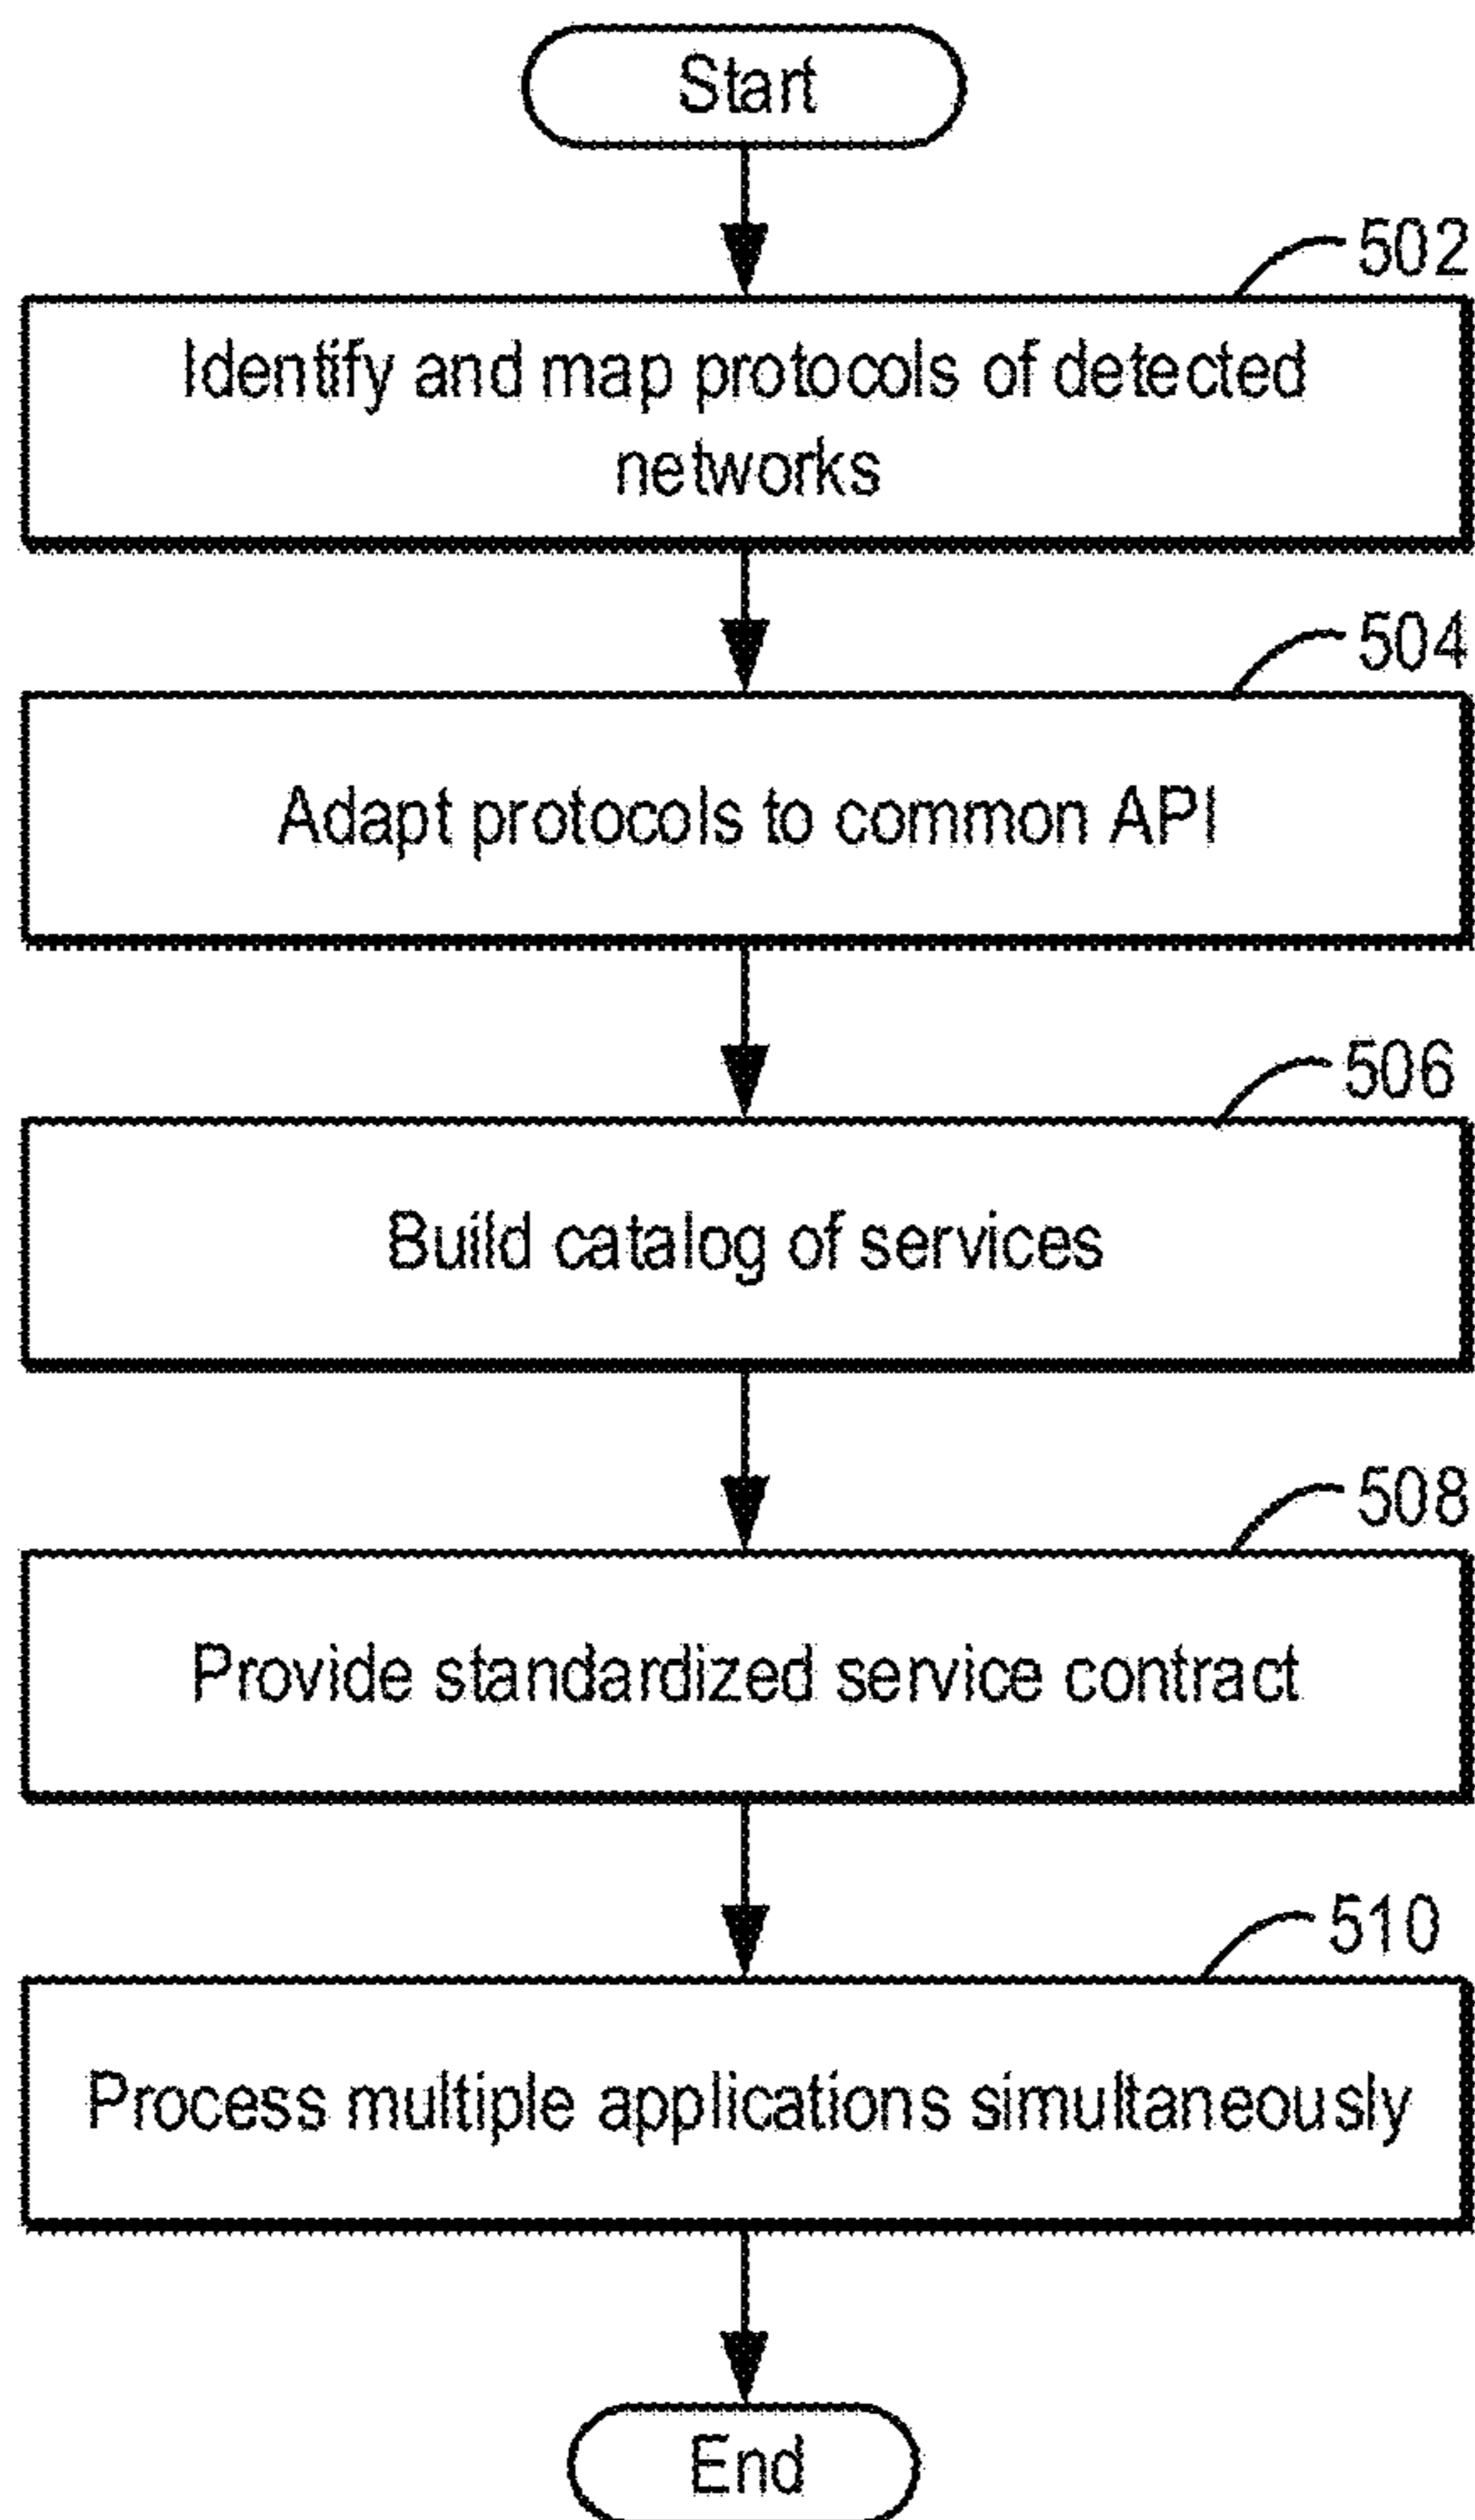 Start
502
Identify and map protocols of detected
networks
504
Adapt protocols to common API
506
Build catalog of services
508
Provide standardized service contract
510
Process multiple applications simultaneously
End